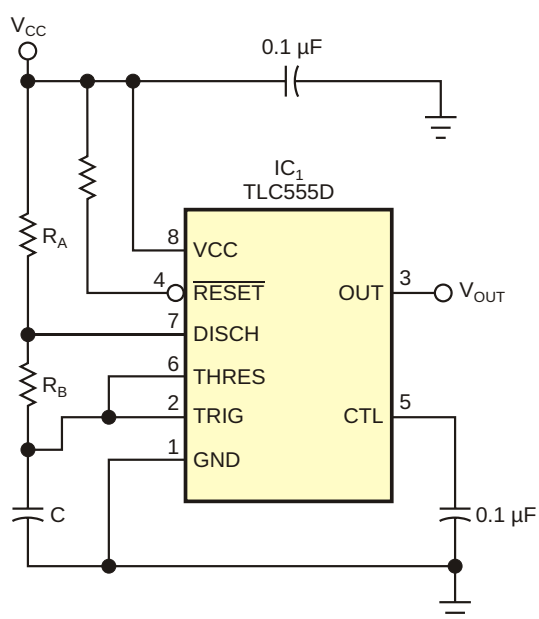 VCC
0.1 µF
IC1
TLC555D
RA
8
VCC
4
RESET
3
OUT
VOUT
7
DISCH
6
THRES
RB
2
TRIG
5
CTL
1
GND
C
0.1 µF